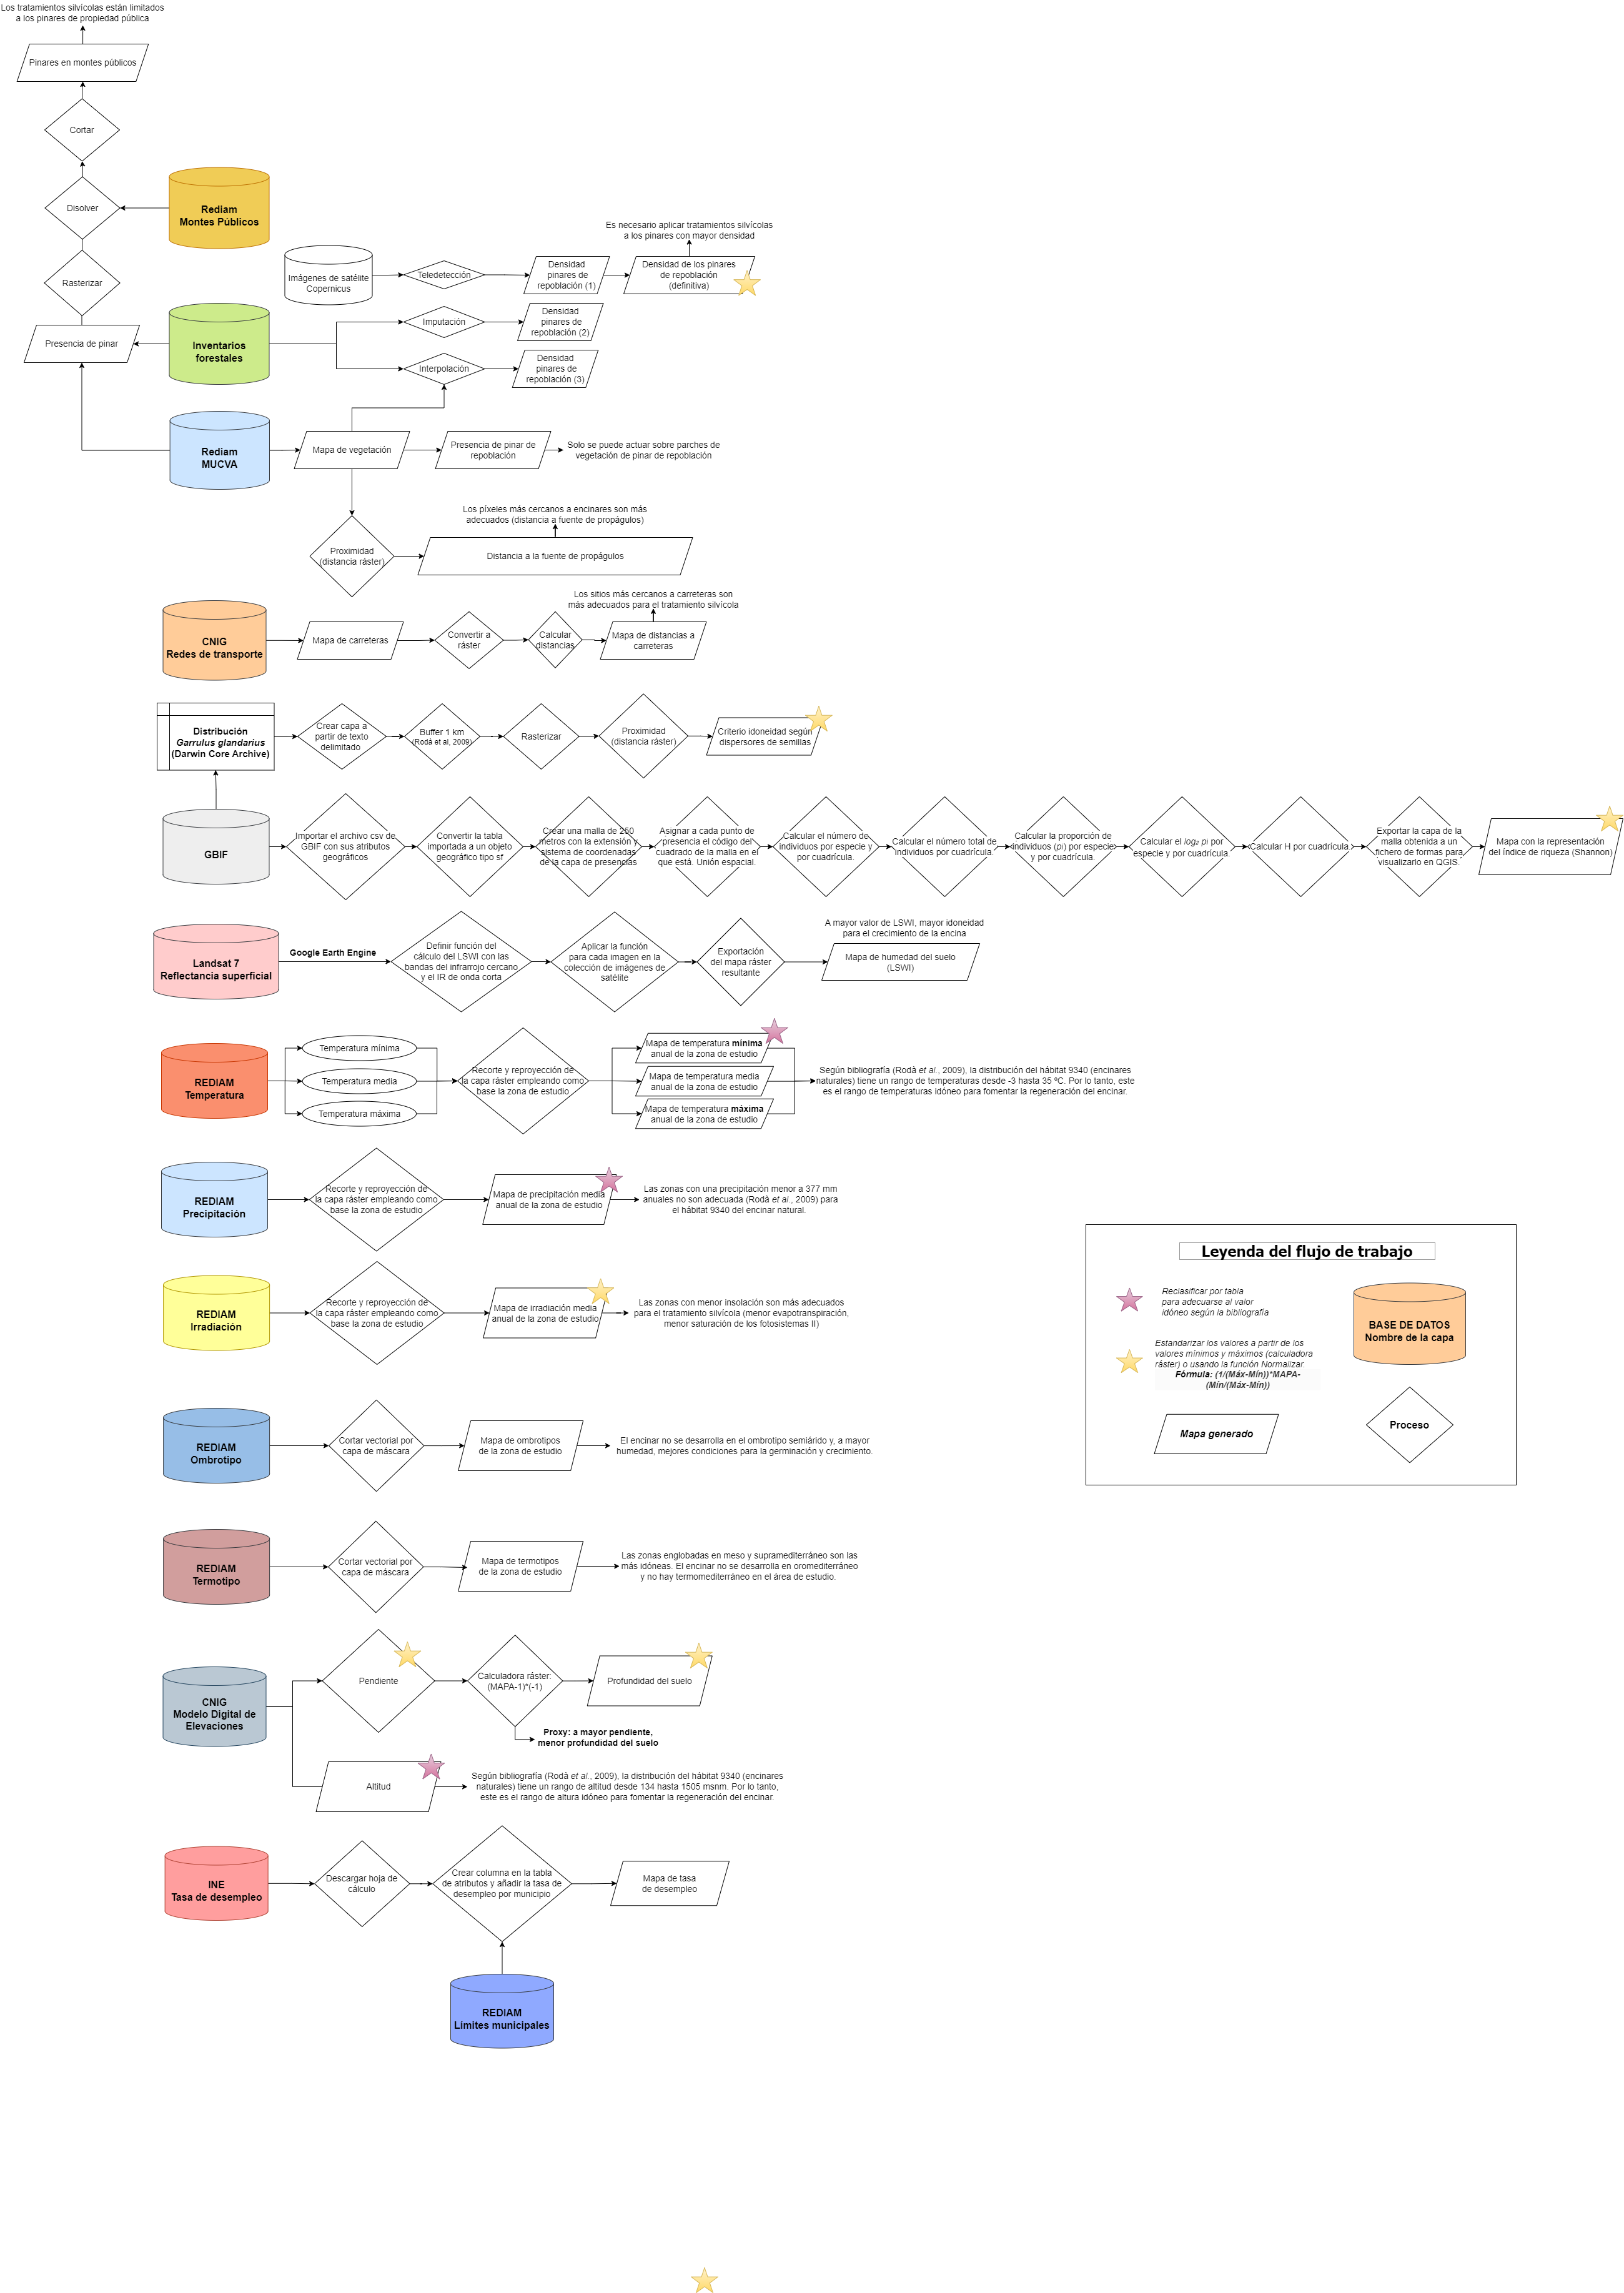 Los tratamientos silvícolas están limitados
a los pinares de propiedad pública
Pinares en montes públicos
Cortar
Disolver
Rediam
Montes Públicos
Rasterizar
Presencia de pinar
Imágenes de satélite
Copernicus
Teledetección
Densidad
pinares de
repoblación (1)
Es necesario aplicar tratamientos silvícolas
a los pinares con mayor densidad
Densidad de los pinares
de repoblación
(definitiva)
Inventarios
forestales
Imputación
Densidad
pinares de
repoblación (2)
Interpolación
Densidad
pinares de
repoblación (3)
Rediam
MUCVA
Mapa de vegetación
Presencia de pinar de
repoblación
Solo se puede actuar sobre parches de
vegetación de pinar de repoblación
Los píxeles más cercanos a encinares son más
adecuados (distancia a fuente de propágulos)
Proximidad
(distancia ráster)
Distancia a la fuente de propágulos
Los sitios más cercanos a carreteras son
más adecuados para el tratamiento silvícola
CNIG
Redes de transporte
Mapa de carreteras
Convertir a
ráster
Calcular
distancias
Mapa de distancias a
carreteras
Distribución
Garrulus glandarius
(Darwin Core Archive)
Crear capa a
partir de texto
delimitado
Buffer 1 km
(Rodà et al, 2009)
Rasterizar
Proximidad
(distancia ráster)
Criterio idoneidad según
dispersores de semillas
GBIF
Importar el archivo csv de
GBIF con sus atributos
geográficos
Convertir la tabla
importada a un objeto
geográfico tipo sf
Crear una malla de 250
metros con la extensión y
sistema de coordenadas
de la capa de presencias
Asignar a cada punto de
presencia el código del
cuadrado de la malla en el
que está. Unión espacial.
Calcular el número de
individuos por especie y
por cuadrícula.
Calcular el número total de
individuos por cuadrícula.
Calcular la proporción de
individuos (pi) por especie
y por cuadrícula.
Calcular el log₂ pi por
especie y por cuadrícula.
Calcular H por cuadrícula.
Exportar la capa de la
malla obtenida a un
fichero de formas para
visualizarlo en QGIS.
Mapa con la representación
del índice de riqueza (Shannon)
Landsat 7
Reflectancia superficial
Google Earth Engine
Definir función del
cálculo del LSWI con las
bandas del infrarrojo cercano
y el IR de onda corta
Aplicar la función
para cada imagen en la
colección de imágenes de
satélite
Exportación
del mapa ráster
resultante
A mayor valor de LSWI, mayor idoneidad
para el crecimiento de la encina
Mapa de humedad del suelo
(LSWI)
REDIAM
Temperatura
Temperatura mínima
Temperatura media
Temperatura máxima
Recorte y reproyección de
la capa ráster empleando como
base la zona de estudio
Mapa de temperatura mínima
anual de la zona de estudio
Mapa de temperatura media
anual de la zona de estudio
Mapa de temperatura máxima
anual de la zona de estudio
Según bibliografía (Rodà et al., 2009), la distribución del hábitat 9340 (encinares
naturales) tiene un rango de temperaturas desde -3 hasta 35 ºC. Por lo tanto, este
es el rango de temperaturas idóneo para fomentar la regeneración del encinar.
REDIAM
Precipitación
Recorte y reproyección de
la capa ráster empleando como
base la zona de estudio
Mapa de precipitación media
anual de la zona de estudio
Las zonas con una precipitación menor a 377 mm
anuales no son adecuada (Rodà et al., 2009) para
el hábitat 9340 del encinar natural.
REDIAM
Irradiación
Recorte y reproyección de
la capa ráster empleando como
base la zona de estudio
Mapa de irradiación media
anual de la zona de estudio
Las zonas con menor insolación son más adecuados
para el tratamiento silvícola (menor evapotranspiración,
menor saturación de los fotosistemas II)
Leyenda del flujo de trabajo
Reclasificar por tabla
para adecuarse al valor
idóneo según la bibliografía
Estandarizar los valores a partir de los
valores mínimos y máximos (calculadora
ráster) o usando la función Normalizar.
Fórmula: (1/(Máx-Mín))*MAPA-
(Mín/(Máx-Mín))
Mapa generado
BASE DE DATOS
Nombre de la capa
Proceso
REDIAM
Ombrotipo
Cortar vectorial por
capa de máscara
Mapa de ombrotipos
de la zona de estudio
El encinar no se desarrolla en el ombrotipo semiárido y, a mayor
humedad, mejores condiciones para la germinación y crecimiento.
REDIAM
Termotipo
Cortar vectorial por
capa de máscara
Mapa de termotipos
de la zona de estudio
Las zonas englobadas en meso y supramediterráneo son las
más idóneas. El encinar no se desarrolla en oromediterráneo
y no hay termomediterráneo en el área de estudio.
CNIG
Modelo Digital de
Elevaciones
Pendiente
Calculadora ráster:
(MAPA-1)*(-1)
Profundidad del suelo
Proxy: a mayor pendiente,
menor profundidad del suelo
Altitud
Según bibliografía (Rodà et al., 2009), la distribución del hábitat 9340 (encinares
naturales) tiene un rango de altitud desde 134 hasta 1505 msnm. Por lo tanto,
este es el rango de altura idóneo para fomentar la regeneración del encinar.
INE
Tasa de desempleo
Descargar hoja de
cálculo
Crear columna en la tabla
de atributos y añadir la tasa de
desempleo por municipio
Mapa de tasa
de desempleo
REDIAM
Limites municipales